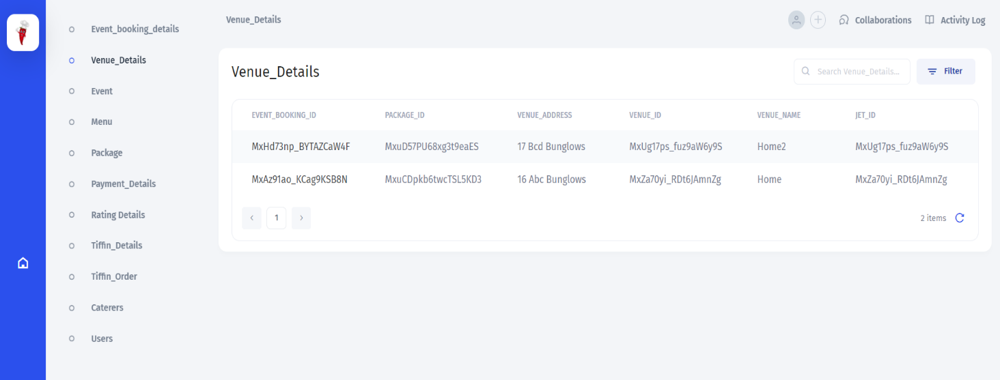 Venue_Details
Collaborations
Activity Log
Event_booking_details
Venue_Details
Event
Menu
Package
Payment_Details
Rating Details
Tiffin_Details
Tiffin_Order
Caterers
Users
Venue_Details
Search Venue_Details...
Filter
EVENT_BOOKING_ID PACKAGE_ID VENUE_ADDRESS VENUE_ID VENUE_NAME JET_ID
MxHd73np_BYTAZCaW4F MxuD57PU68xg3t9eaES 17 Bcd Bunglows MxUg17ps_fuz9aW6y9S Home2 MxUg17ps_fuz9aW6y9S
MxAz91ao_KCag9KSB8N MxuCDpkb6twcTSL5KD3 16 Abc Bunglows MxZa70yi_RDt6JAmnZg Home MxZa70yi_RDt6JAmnZg
1
2 items